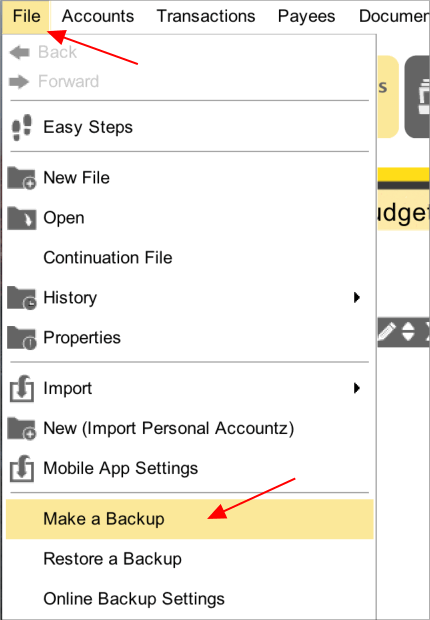 File Accounts Transactions Payees Documen
Back
Forward
s
Easy Steps
New File
udget
Open
Continuation File
History
Properties
Import
New (Import Personal Accountz)
Mobile App Settings
Make a Backup
Restore a Backup
Online Backup Settings